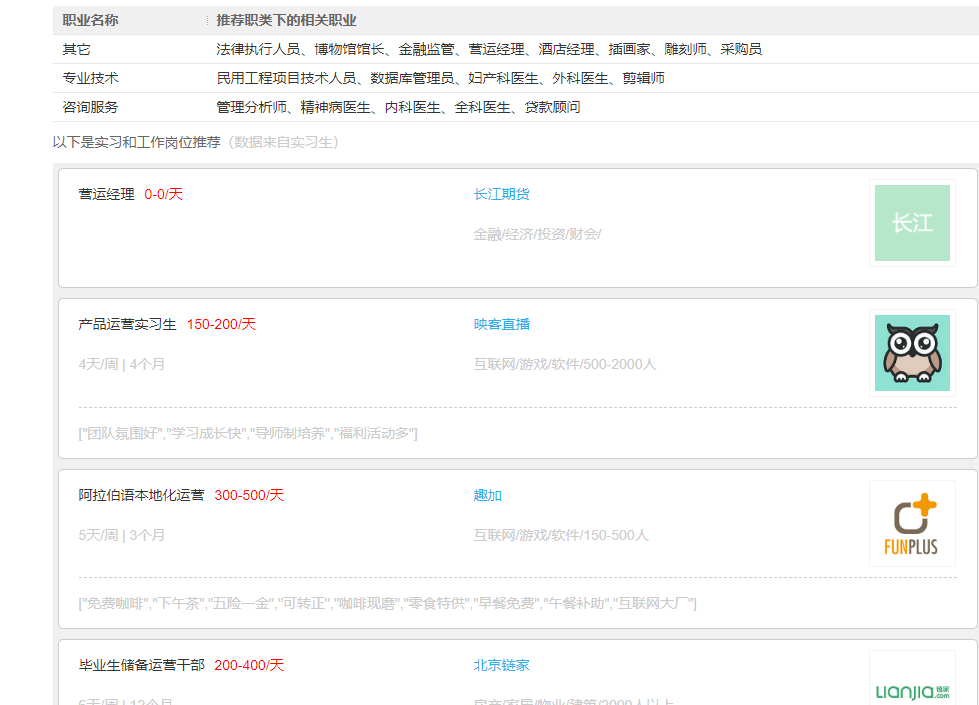 职业名称 推荐职类下的相关职业
其它 法律执行人员、博物馆馆长、金融监管、营运经理、酒店经理、插画家、雕刻师、采购员
专业技术 民用工程项目技术人员、数据库管理员、妇产科医生、外科医生、剪辑师
咨询服务 管理分析师、精神病医生、内科医生、全科医生、贷款顾问
以下是实习和工作岗位推荐（数据来自实习生）
营运经理 0-0/天 长江期货
长江
金融/经济/投资/财会/
产品运营实习生 150-200/天 映客直播
4天/周 | 4个月 互联网/游戏/软件/500-2000人
["团队氛围好","学习成长快","导师制培养","福利活动多"]
阿拉伯语本地化运营 300-500/天 趣加
5天/周 | 3个月 互联网/游戏/软件/150-500人
FUNPLUS
["免费咖啡","下午茶","五险一金","可转正","咖啡现磨","零食特供","早餐免费","午餐补助","互联网大厂"]
毕业生储备运营干部 200-400/天 北京链家
Lianjia.com 链家